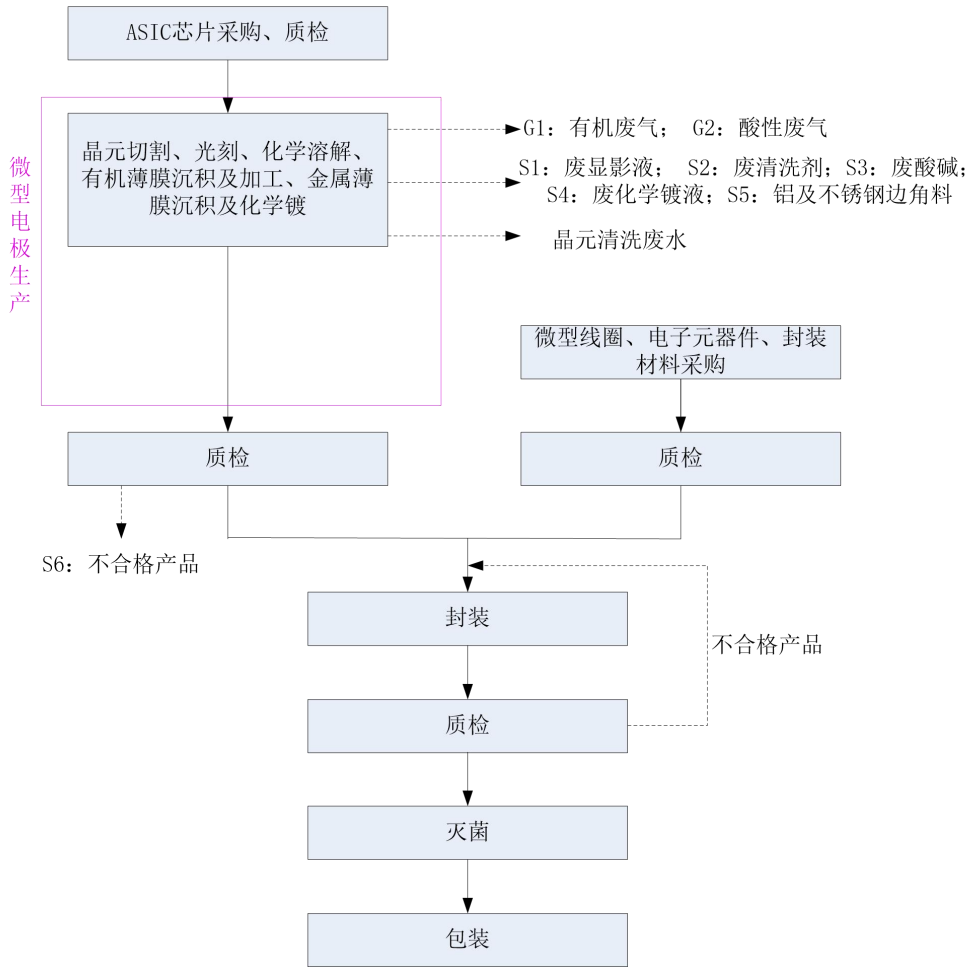 ASIC芯片采购、质检
微型电极生产
晶元切割、光刻、化学溶解、
有机薄膜沉积及加工、金属薄
膜沉积及化学镀
G1：有机废气； G2：酸性废气
S1：废显影液； S2：废清洗剂；S3：废酸碱；
S4：废化学镀液；S5：铝及不锈钢边角料
晶元清洗废水
微型线圈、电子元器件、封装
材料采购
质检
质检
S6：不合格产品
封装
不合格产品
质检
灭菌
包装